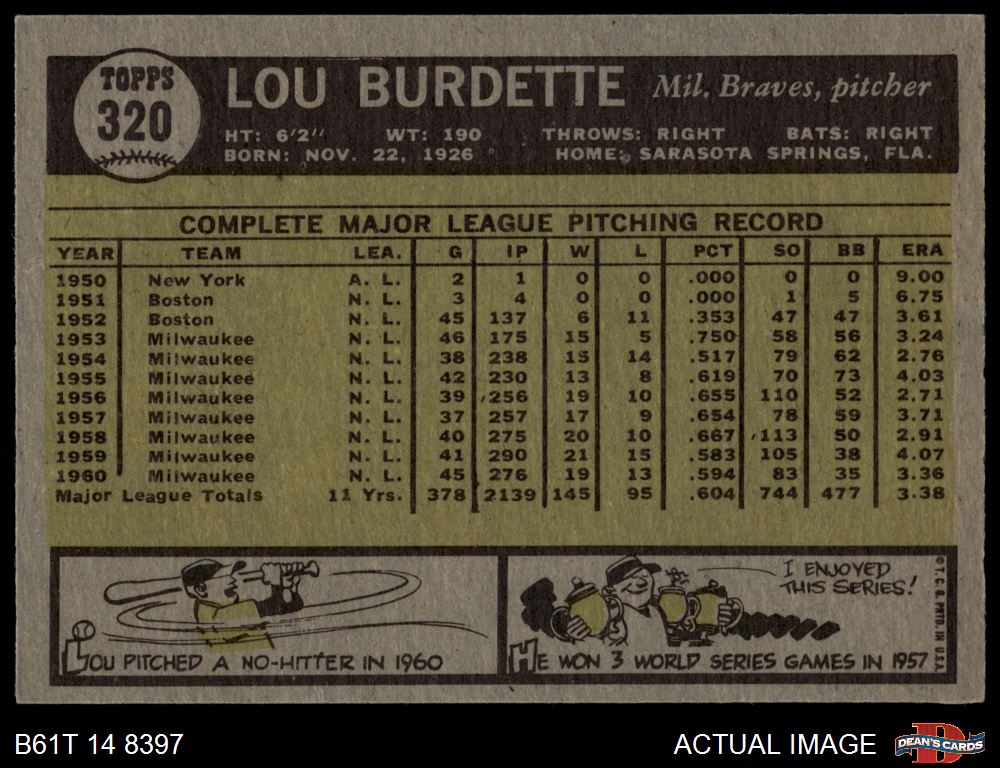 TOPPS
320
LOU BURDETTE Mil. Braves, pitcher
HT: 6'2" WT: 190 THROWS: RIGHT BATS: RIGHT
BORN: NOV. 22, 1926 HOME: SARASOTA SPRINGS, FLA.
COMPLETE MAJOR LEAGUE PITCHING RECORD
YEAR TEAM LEA. G IP W L PCT SO BB ERA
1950 New York A. L. 2 1 0 0 .000 0 0 9.00
1951 Boston N. L. 3 4 0 0 .000 1 5 6.75
1952 Boston N. L. 45 137 6 11 .353 47 47 3.61
1953 Milwaukee N. L. 46 175 15 5 .750 58 56 3.24
1954 Milwaukee N. L. 38 238 15 14 .517 79 62 2.76
1955 Milwaukee N. L. 42 230 13 8 .619 70 73 4.03
1956 Milwaukee N. L. 39 256 19 10 .655 110 52 2.71
1957 Milwaukee N. L. 37 257 17 9 .654 78 59 3.71
1958 Milwaukee N. L. 40 275 20 10 .667 113 50 2.91
1959 Milwaukee N. L. 41 290 21 15 .583 105 38 4.07
1960 Milwaukee N. L. 45 276 19 13 .594 83 35 3.36
Major League Totals 11 Yrs. 378 2139 145 95 .604 744 477 3.38
LOU PITCHED A NO-HITTER IN 1960
I ENJOYED
THIS SERIES!
HE WON 3 WORLD SERIES GAMES IN 1957
© T. C. G. PRTD. IN U.S.A.
B61T 14 8397
ACTUAL IMAGE
DEAN'S CARDS